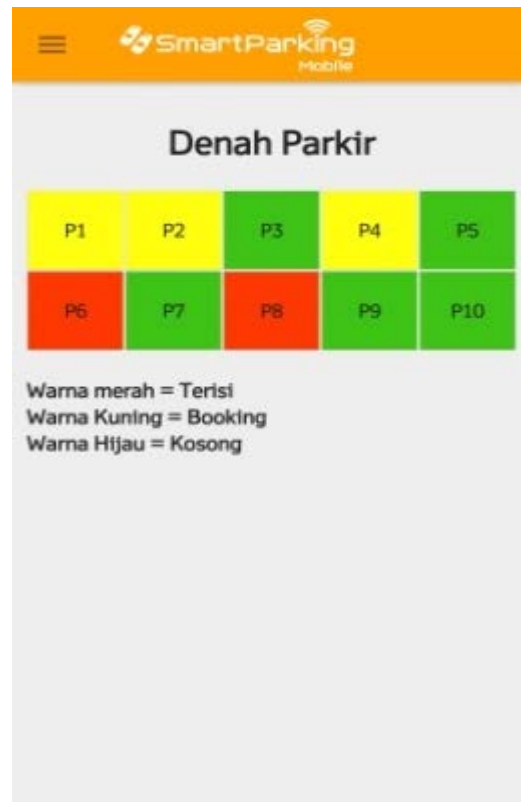 SmartParking
Mobile
Denah Parkir
P1 P2 P3 P4 P5
P6 P7 P8 P9 P10
Warna merah = Terisi
Warna Kuning = Booking
Warna Hijau = Kosong